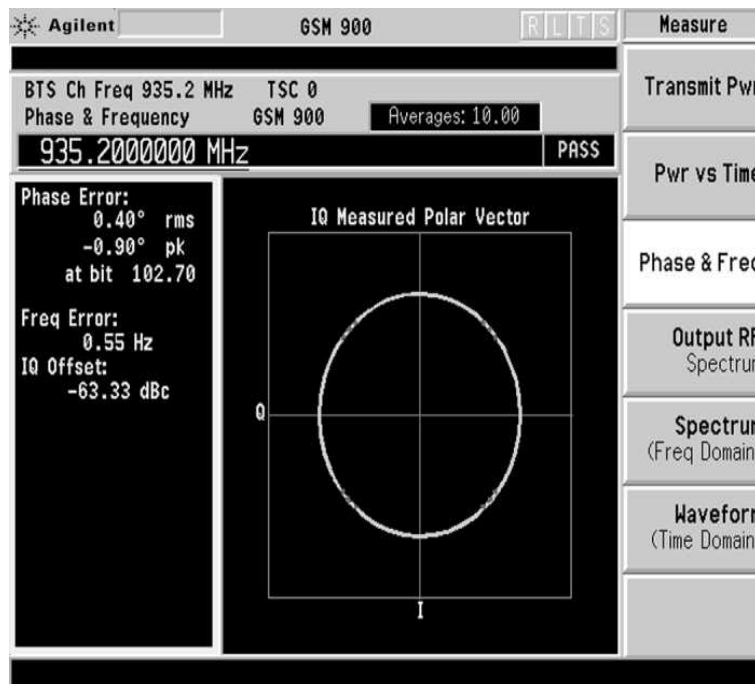 Agilent
GSM 900
R L T S
Measure
BTS Ch Freq 935.2 MHz TSC 0
Phase & Frequency GSM 900 Averages: 10.00
935.2000000 MHz PASS
Phase Error:
0.40° rms
-0.90° pk
at bit 102.70
Freq Error:
0.55 Hz
IQ Offset:
-63.33 dBc
IQ Measured Polar Vector
Q
I
Transmit Pwr
Pwr vs Time
Phase & Freq
Output RF
Spectrum
Spectrum
(Freq Domain
Waveform
(Time Domain